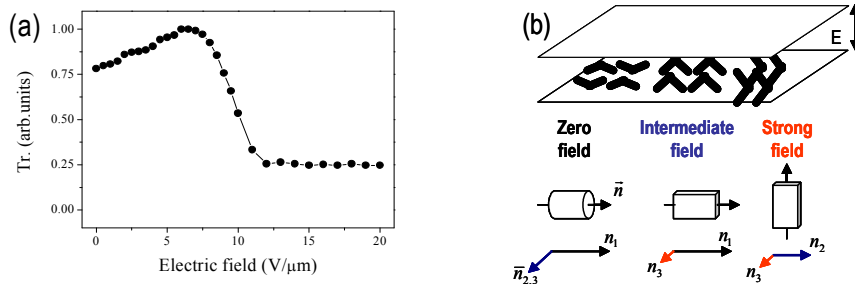 (a)
1.00
0.75
0.50
0.25
0.00
Tr. (arb.units)
0 5 10 15 20
Electric field (V/μm)
(b)
E
Zero field
Intermediate field
Strong field
n⃗
n₁
n̄₂,₃
n₁
n₃
n₂
n₃